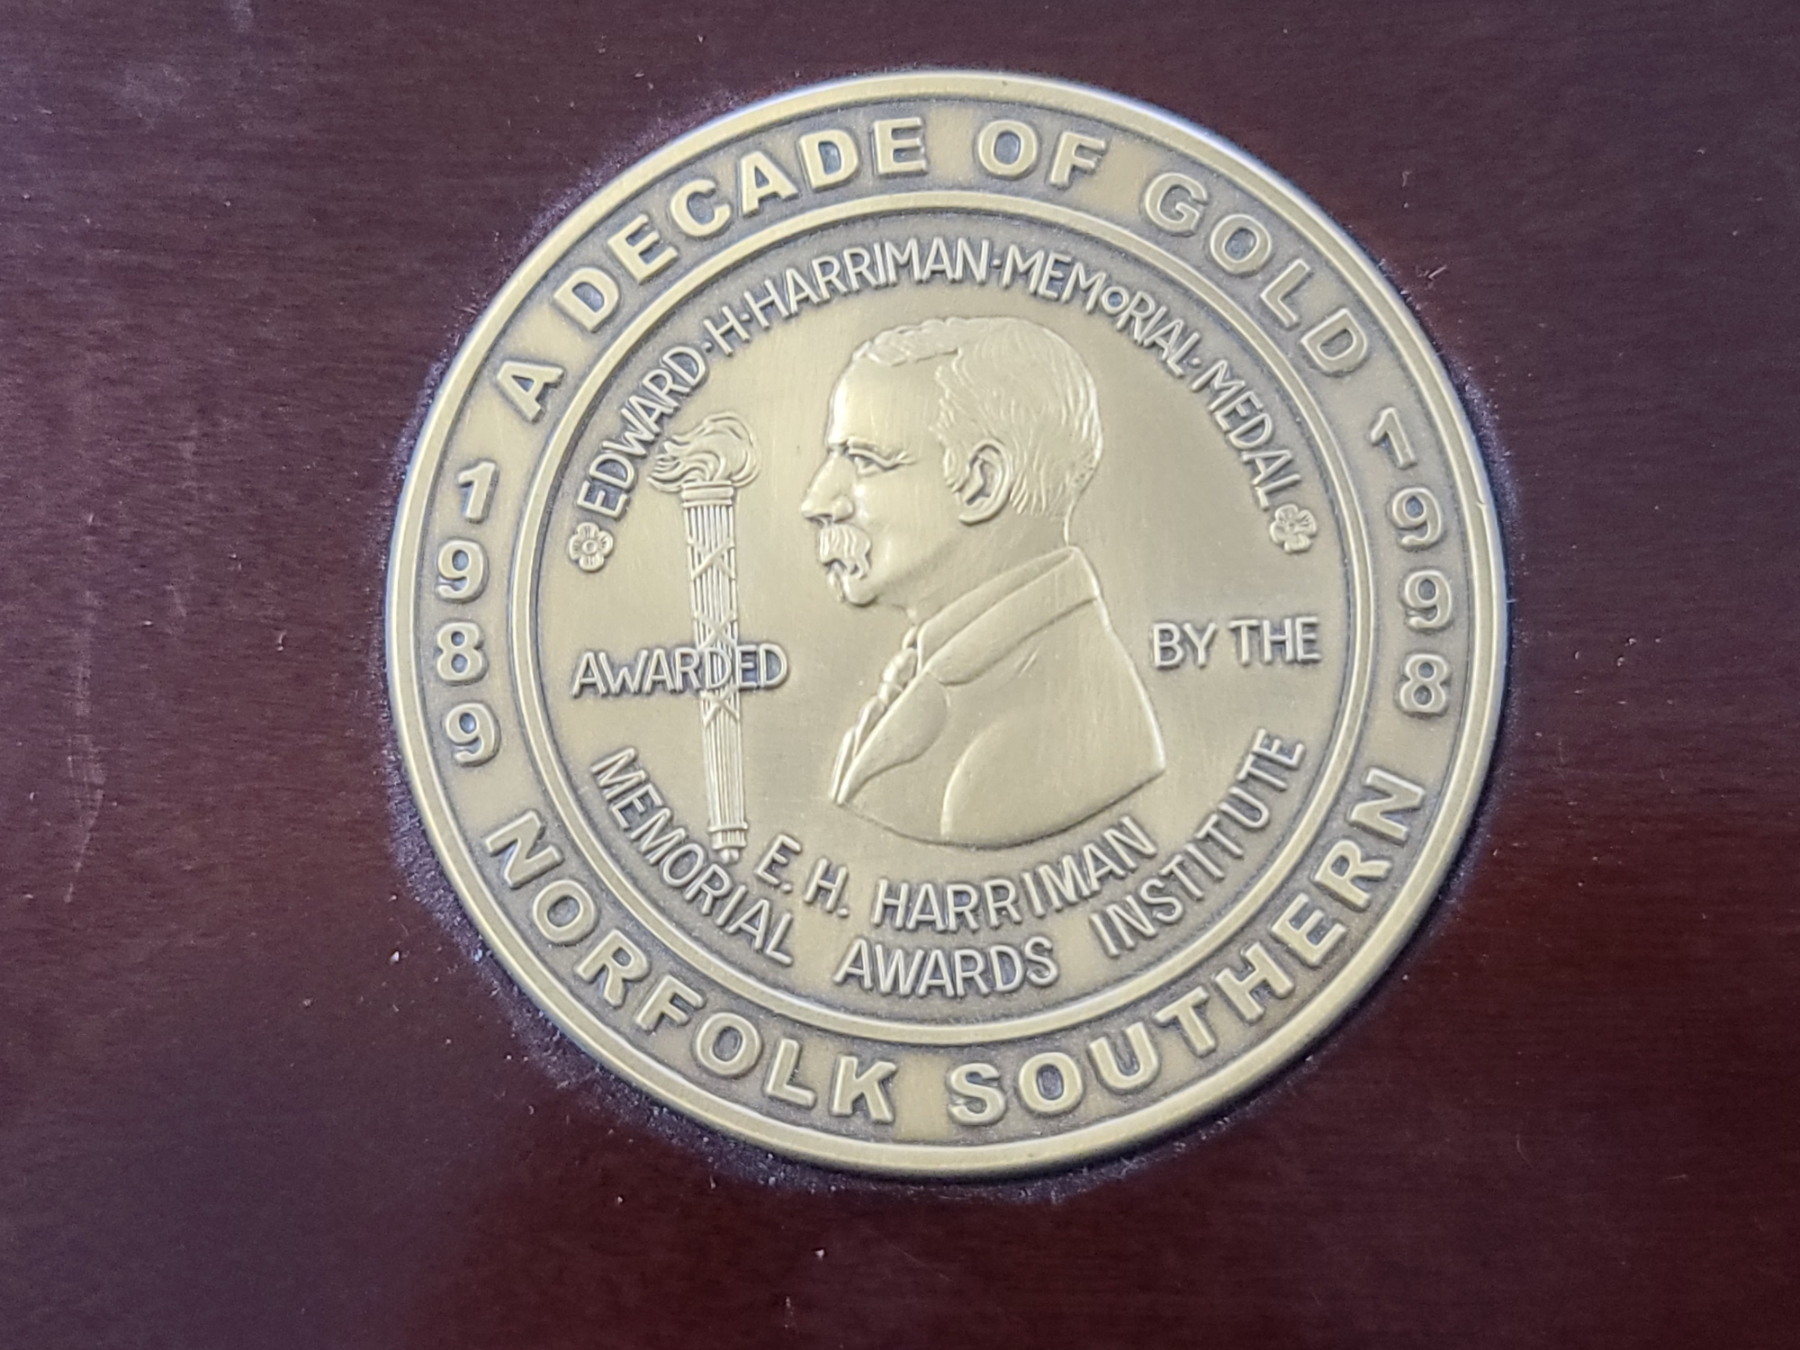 A DECADE OF GOLD
1989
1998
NORFOLK SOUTHERN
EDWARD·H·HARRIMAN·MEMORIAL·MEDAL
AWARDED
BY THE
E. H. HARRIMAN
MEMORIAL AWARDS INSTITUTE